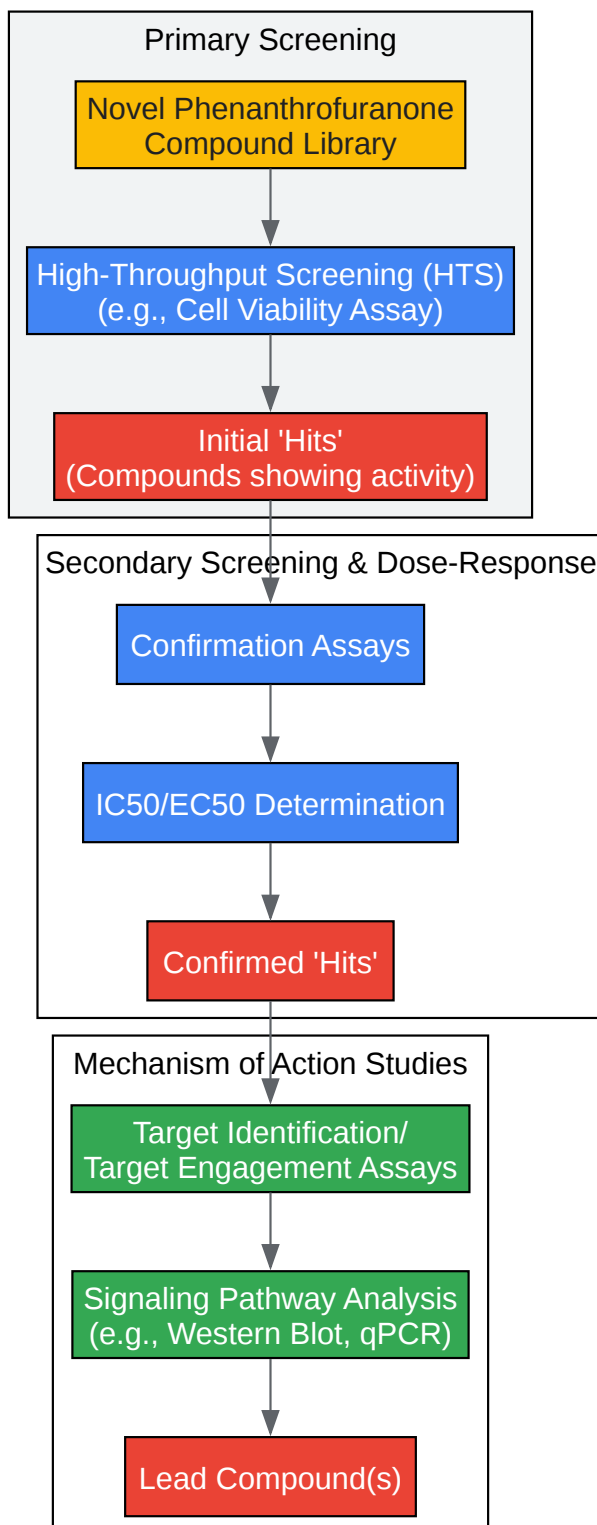 Primary Screening
Novel Phenanthrofuranone
Compound Library
High-Throughput Screening (HTS)
(e.g., Cell Viability Assay)
Initial 'Hits'
(Compounds showing activity)
Secondary Screening & Dose-Response
Confirmation Assays
IC50/EC50 Determination
Confirmed 'Hits'
Mechanism of Action Studies
Target Identification/
Target Engagement Assays
Signaling Pathway Analysis
(e.g., Western Blot, qPCR)
Lead Compound(s)